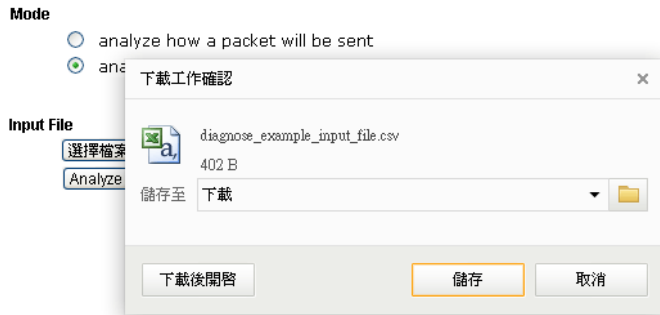 Mode
analyze how a packet will be sent
ana
下載工作確認
Input File
選擇檔案
Analyze
diagnose_example_input_file.csv
402 B
儲存至 下載
下載後開啓 儲存 取消